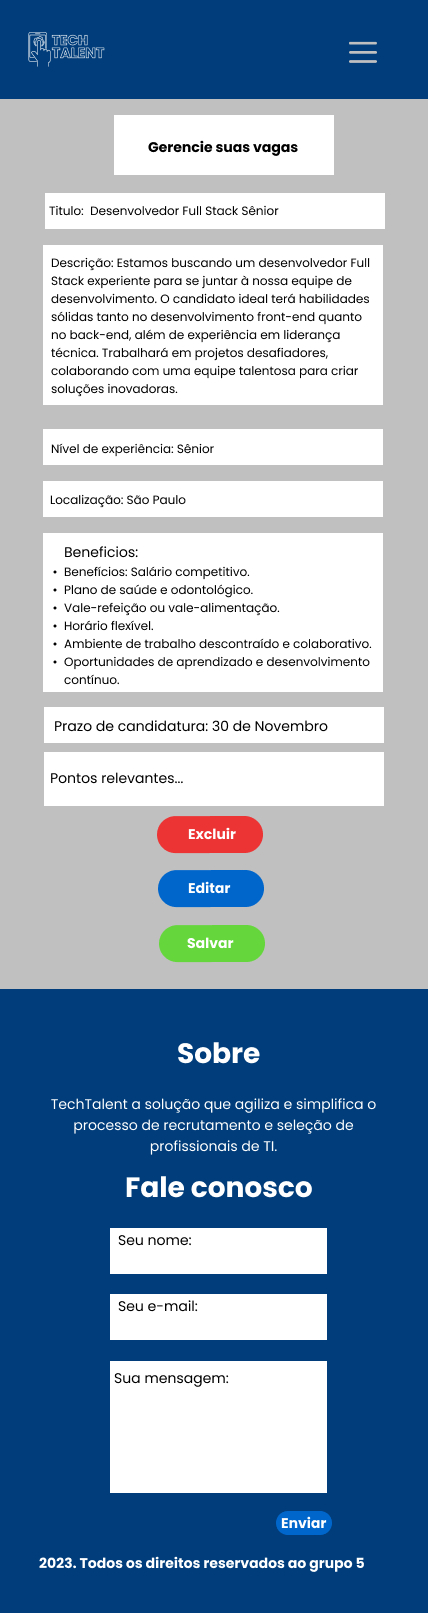 TECH
TALENT
Gerencie suas vagas
Titulo:  Desenvolvedor Full Stack Sênior
Descrição: Estamos buscando um desenvolvedor Full
Stack experiente para se juntar à nossa equipe de
desenvolvimento. O candidato ideal terá habilidades
sólidas tanto no desenvolvimento front-end quanto
no back-end, além de experiência em liderança
técnica. Trabalhará em projetos desafiadores,
colaborando com uma equipe talentosa para criar
soluções inovadoras.
Nível de experiência: Sênior
Localização: São Paulo
Beneficios:
• Benefícios: Salário competitivo.
• Plano de saúde e odontológico.
• Vale-refeição ou vale-alimentação.
• Horário flexível.
• Ambiente de trabalho descontraído e colaborativo.
• Oportunidades de aprendizado e desenvolvimento
contínuo.
Prazo de candidatura: 30 de Novembro
Pontos relevantes...
Excluir
Editar
Salvar
Sobre
TechTalent a solução que agiliza e simplifica o
processo de recrutamento e seleção de
profissionais de TI.
Fale conosco
Seu nome:
Seu e-mail:
Sua mensagem:
Enviar
2023. Todos os direitos reservados ao grupo 5